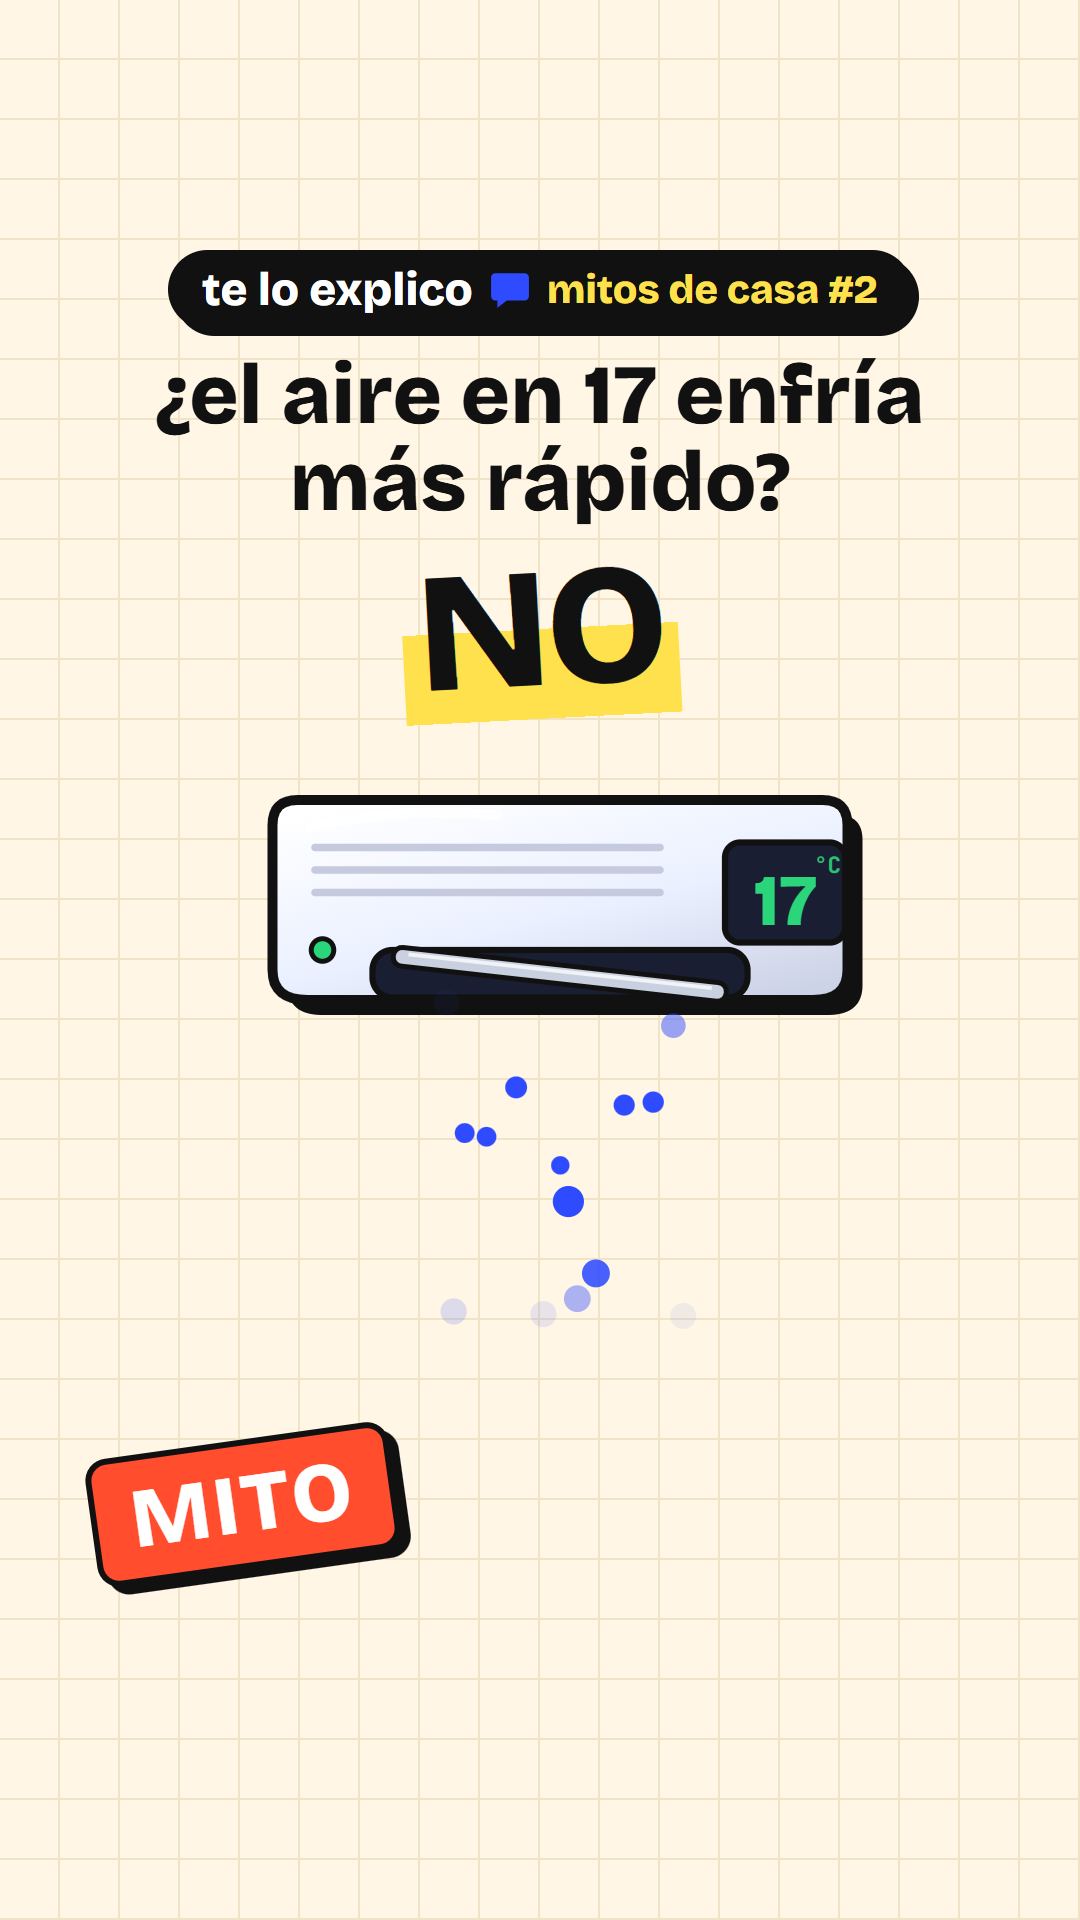 te lo explico mitos de casa #2
¿el aire en 17 enfría
más rápido?
NO
°C
17
MITO